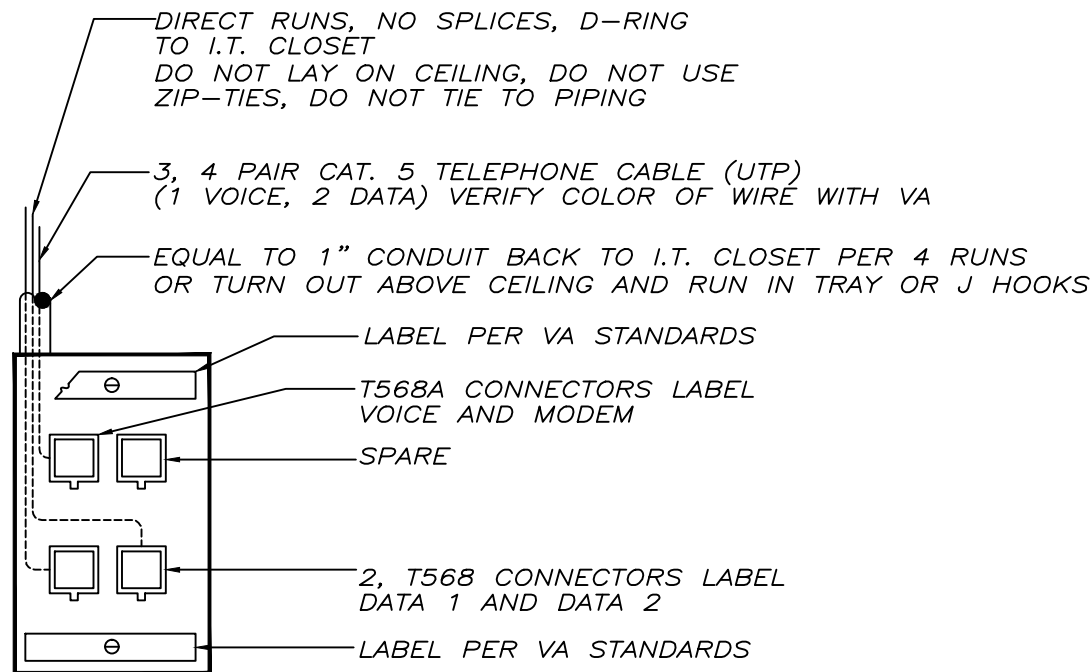 DIRECT RUNS, NO SPLICES, D-RING
TO I.T. CLOSET
DO NOT LAY ON CEILING, DO NOT USE
ZIP-TIES, DO NOT TIE TO PIPING
3, 4 PAIR CAT. 5 TELEPHONE CABLE (UTP)
(1 VOICE, 2 DATA) VERIFY COLOR OF WIRE WITH VA
EQUAL TO 1" CONDUIT BACK TO I.T. CLOSET PER 4 RUNS
OR TURN OUT ABOVE CEILING AND RUN IN TRAY OR J HOOKS
LABEL PER VA STANDARDS
T568A CONNECTORS LABEL
VOICE AND MODEM
SPARE
2, T568 CONNECTORS LABEL
DATA 1 AND DATA 2
LABEL PER VA STANDARDS